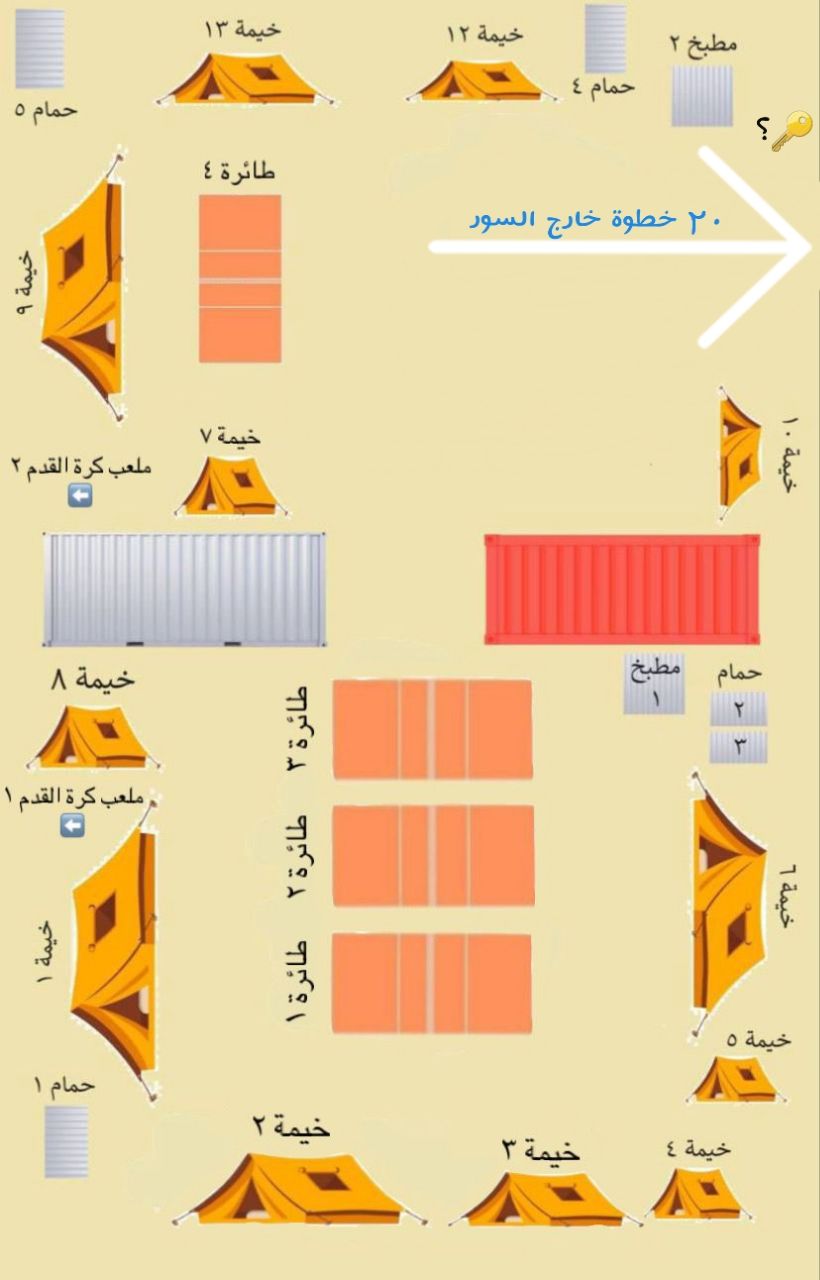 خيمة ١٣
خيمة ١٢
مطبخ ٢
حمام ٤
حمام ٥
؟
طائرة ٤
٢٠ خطوة خارج السور
خيمة ٩
خيمة ١٠
خيمة ٧
ملعب كرة القدم ٢
مطبخ
١
حمام
٢
٣
خيمة ٨
طائرة ٣
ملعب كرة القدم ١
طائرة ٢
خيمة ٦
خيمة ١
طائرة ١
خيمة ٥
حمام ١
خيمة ٢
خيمة ٣
خيمة ٤